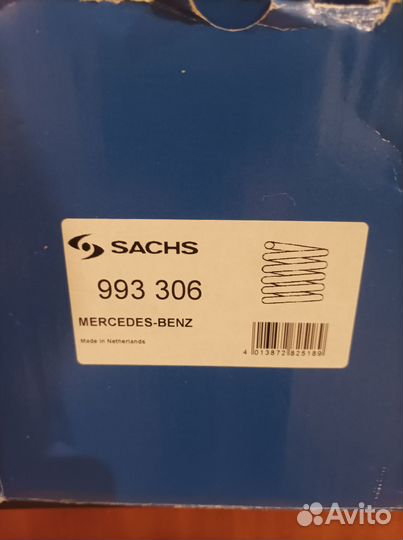 SACHS
993 306
MERCEDES-BENZ
Made in Netherlands
4 013872 825189
Avito